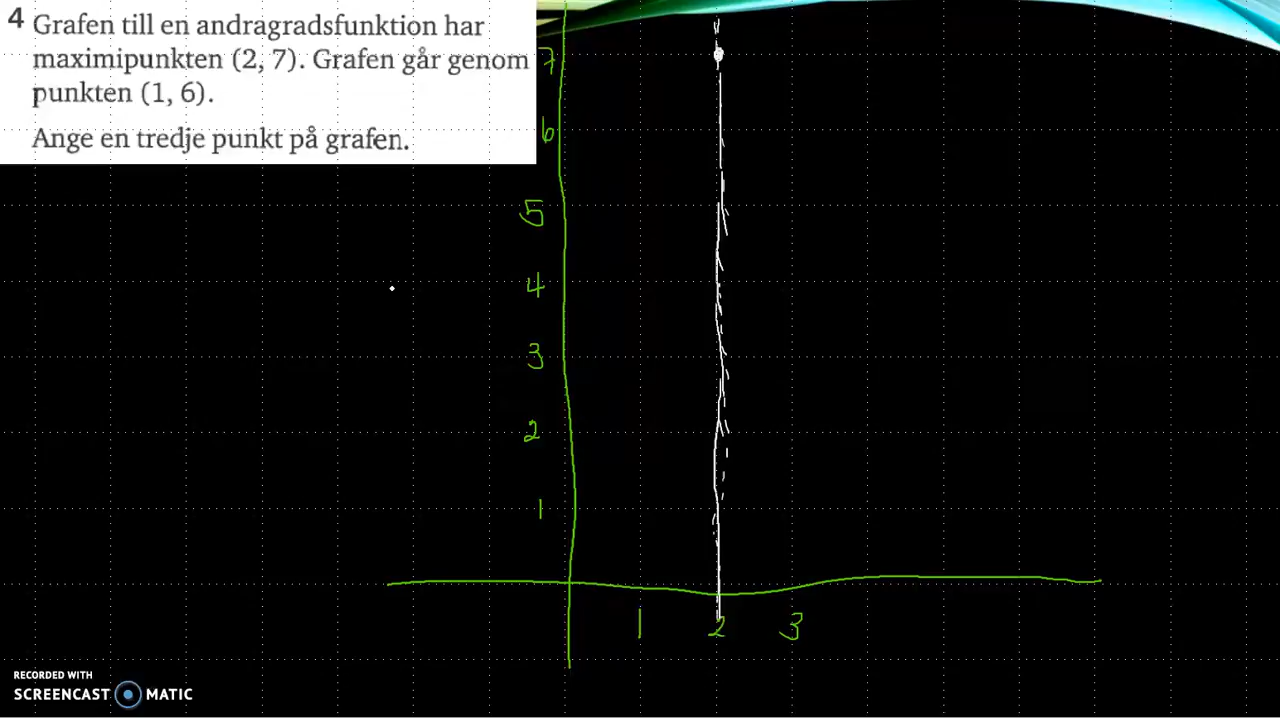 4 Grafen till en andragradsfunktion har
maximipunkten (2, 7). Grafen går genom
punkten (1, 6).
Ange en tredje punkt på grafen.
7
6
5
4
3
2
1
1 2 3
RECORDED WITH
SCREENCAST MATIC